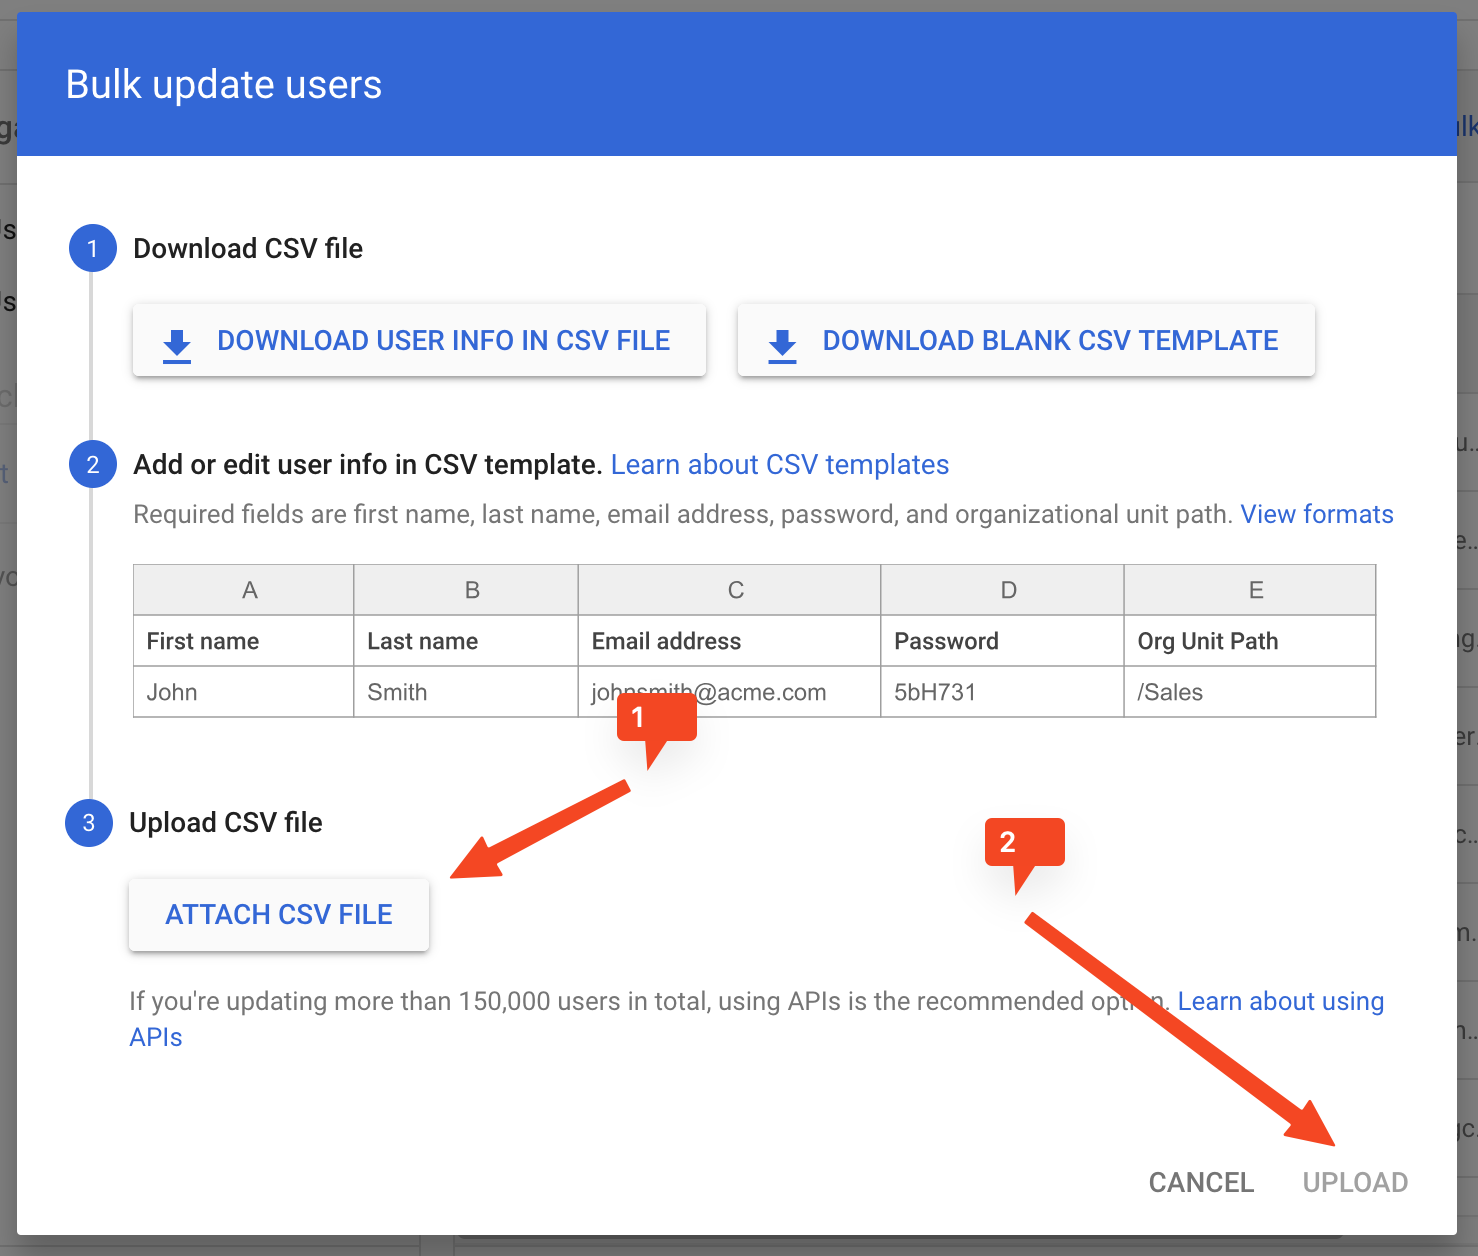 Bulk update users
1 Download CSV file
DOWNLOAD USER INFO IN CSV FILE DOWNLOAD BLANK CSV TEMPLATE
2 Add or edit user info in CSV template. Learn about CSV templates
Required fields are first name, last name, email address, password, and organizational unit path. View formats
A B C D E
First name Last name Email address Password Org Unit Path
John Smith johnsmith@acme.com 5bH731 /Sales
1
3 Upload CSV file
2
ATTACH CSV FILE
If you're updating more than 150,000 users in total, using APIs is the recommended option. Learn about using
APIs
CANCEL UPLOAD